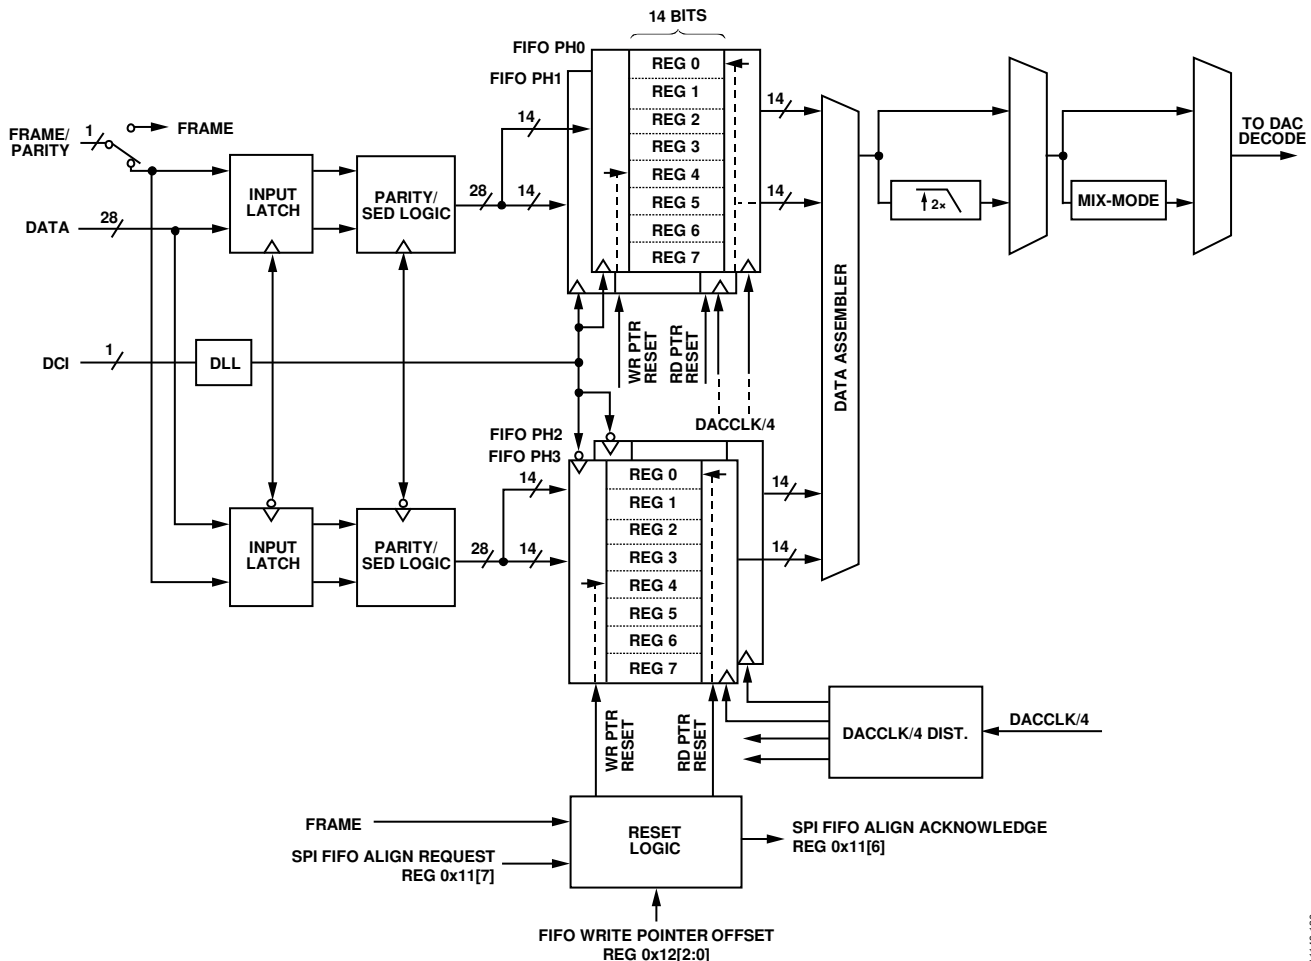 14 BITS
FIFO PH0
FIFO PH1
REG 0
REG 1
REG 2
REG 3
REG 4
REG 5
REG 6
REG 7
14
14
14
14
FRAME/
PARITY
1
FRAME
INPUT
LATCH
PARITY/
SED LOGIC
28
DATA
28
2×
MIX-MODE
TO DAC
DECODE
DATA ASSEMBLER
DCI
1
DLL
WR PTR
RESET
RD PTR
RESET
DACCLK/4
FIFO PH2
FIFO PH3
REG 0
REG 1
REG 2
REG 3
REG 4
REG 5
REG 6
REG 7
14
14
14
14
INPUT
LATCH
PARITY/
SED LOGIC
28
WR PTR
RESET
RD PTR
RESET
DACCLK/4 DIST.
DACCLK/4
FRAME
SPI FIFO ALIGN REQUEST
REG 0x11[7]
RESET
LOGIC
SPI FIFO ALIGN ACKNOWLEDGE
REG 0x11[6]
FIFO WRITE POINTER OFFSET
REG 0x12[2:0]